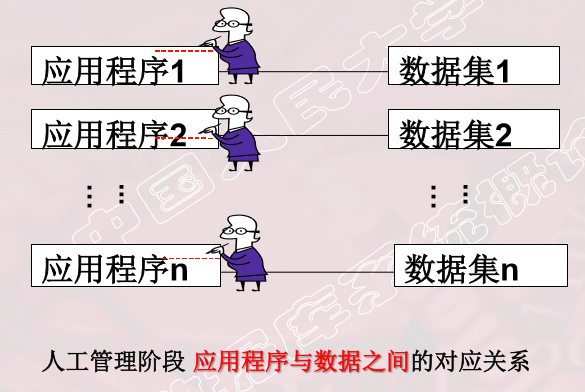 应用程序1 数据集1
应用程序2 数据集2
⋮ ⋮ ⋮ ⋮
应用程序n 数据集n
人工管理阶段 应用程序与数据之间的对应关系